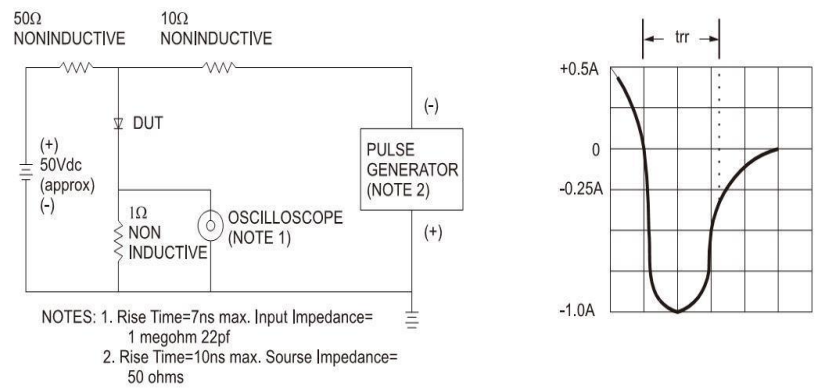 50Ω
NONINDUCTIVE
10Ω
NONINDUCTIVE
DUT
(+)
50Vdc
(approx)
(-)
1Ω
NON
INDUCTIVE
OSCILLOSCOPE
(NOTE 1)
(-)
PULSE
GENERATOR
(NOTE 2)
(+)
NOTES: 1. Rise Time=7ns max. Input Impedance=
1 megohm 22pf
2. Rise Time=10ns max. Sourse Impedance=
50 ohms
trr
+0.5A
0
-0.25A
-1.0A